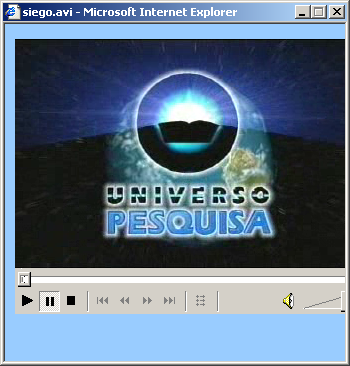 siego.avi - Microsoft Internet Explorer
UNIVERSO
PESQUISA